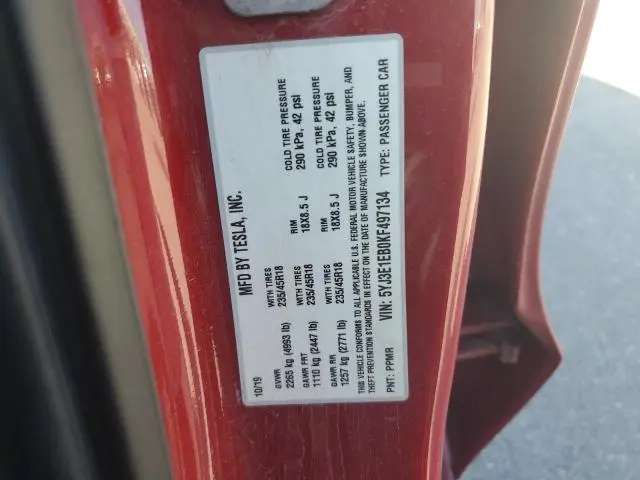 MFD BY TESLA, INC.
10/19
GVWR
2265 kg (4993 lb)
WITH TIRES
235/45R18
COLD TIRE PRESSURE
290 kPa, 42 psi
GAWR FRT
1110 kg (2447 lb)
WITH TIRES
235/45R18
RIM
18X8.5 J
COLD TIRE PRESSURE
290 kPa, 42 psi
GAWR RR
1257 kg (2771 lb)
WITH TIRES
235/45R18
RIM
18X8.5 J
THIS VEHICLE CONFORMS TO ALL APPLICABLE U.S. FEDERAL MOTOR VEHICLE SAFETY, BUMPER, AND
THEFT PREVENTION STANDARDS IN EFFECT ON THE DATE OF MANUFACTURE SHOWN ABOVE.
VIN: 5YJ3E1EB0KF497134 TYPE: PASSENGER CAR
PNT: PPMR